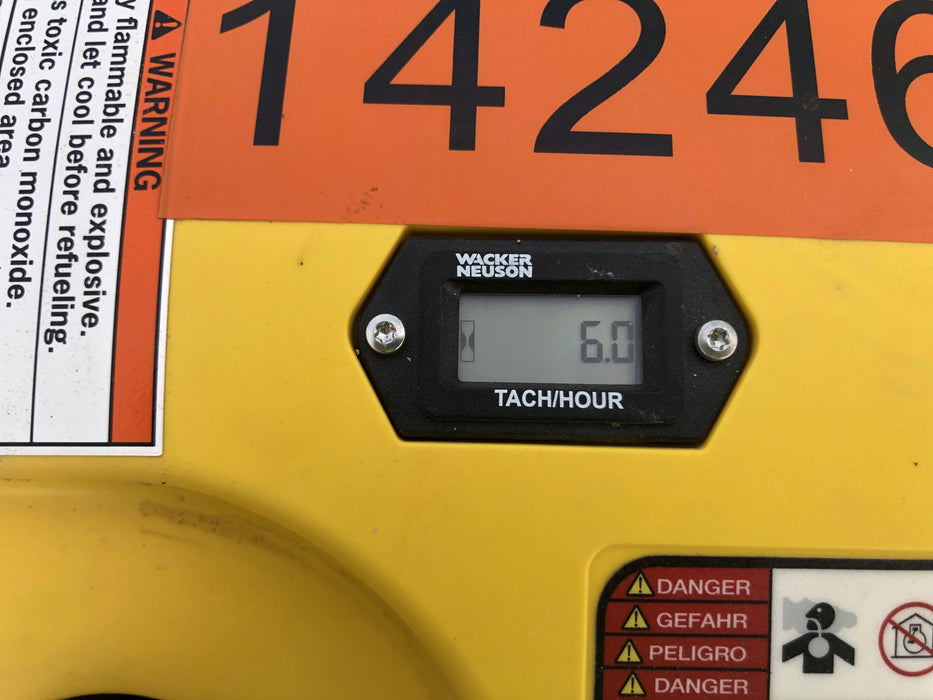 14246
WARNING
y flammable and explosive.
and let cool before refueling.
s toxic carbon monoxide.
enclosed area
WACKER
NEUSON
6.0
TACH/HOUR
DANGER
GEFAHR
PELIGRO
DANGER